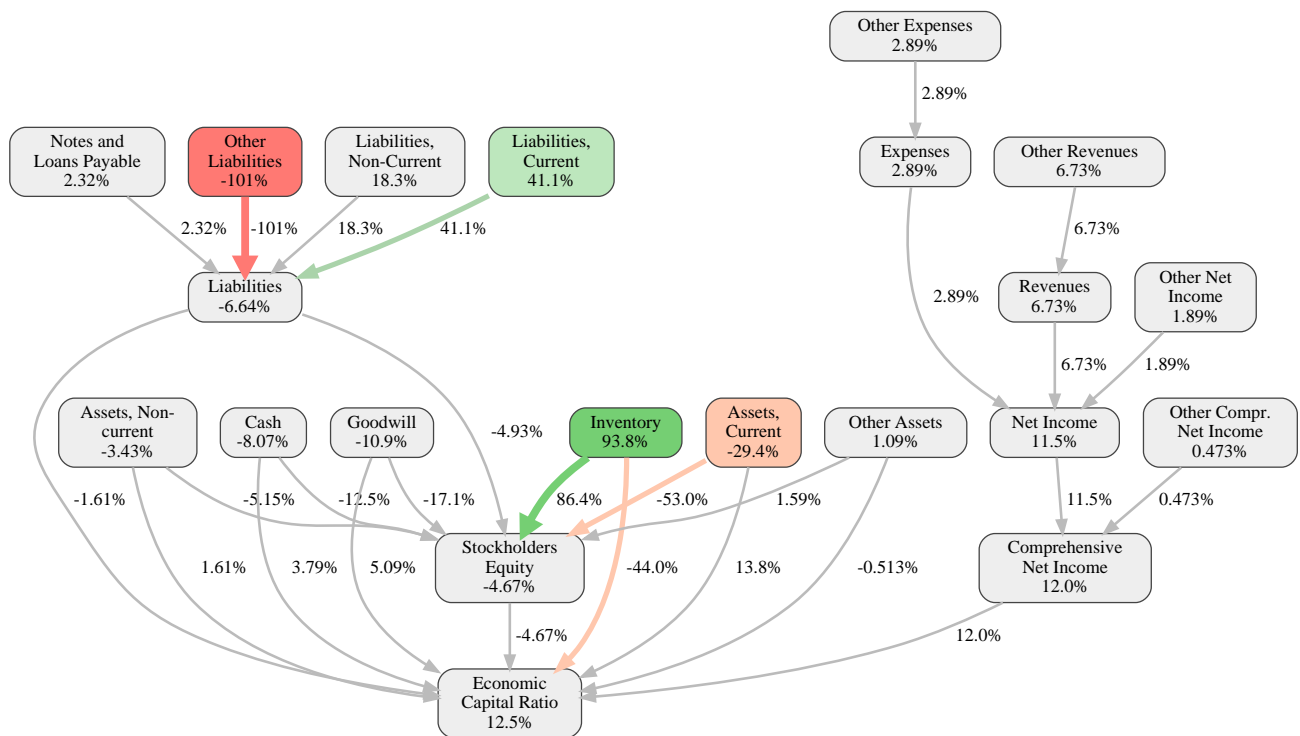 Other Expenses
2.89%
2.89%
Notes and
Loans Payable
2.32%
Other
Liabilities
-101%
Liabilities,
Non-Current
18.3%
Liabilities,
Current
41.1%
Expenses
2.89%
Other Revenues
6.73%
2.32%
-101%
18.3%
41.1%
6.73%
Liabilities
-6.64%
2.89%
Revenues
6.73%
Other Net
Income
1.89%
6.73%
1.89%
Assets, Non-
current
-3.43%
Cash
-8.07%
Goodwill
-10.9%
-4.93%
Inventory
93.8%
Assets,
Current
-29.4%
Other Assets
1.09%
Net Income
11.5%
Other Compr.
Net Income
0.473%
-1.61%
-5.15%
-12.5%
-17.1%
86.4%
-53.0%
1.59%
11.5%
0.473%
1.61%
3.79%
5.09%
Stockholders
Equity
-4.67%
-44.0%
13.8%
-0.513%
Comprehensive
Net Income
12.0%
-4.67%
12.0%
Economic
Capital Ratio
12.5%